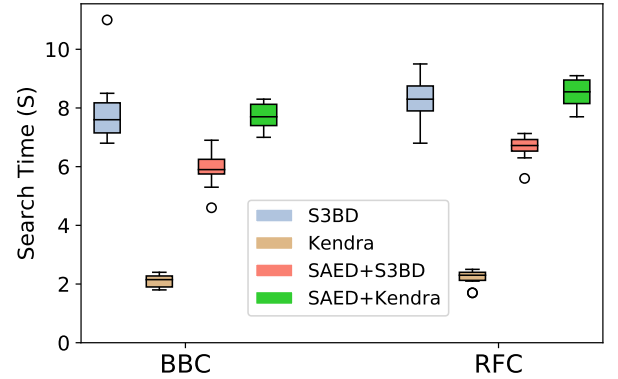 Search Time (S)
10
8
6
4
2
0
S3BD
Kendra
SAED+S3BD
SAED+Kendra
BBC
RFC